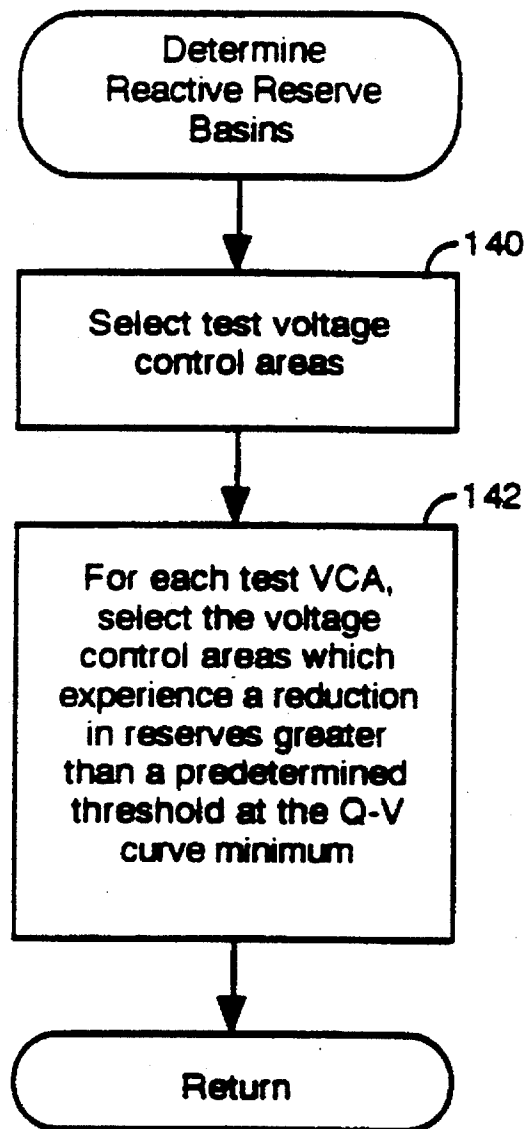 Determine
Reactive Reserve
Basins
140
Select test voltage
control areas
142
For each test VCA,
select the voltage
control areas which
experience a reduction
in reserves greater
than a predetermined
threshold at the Q-V
curve minimum
Return